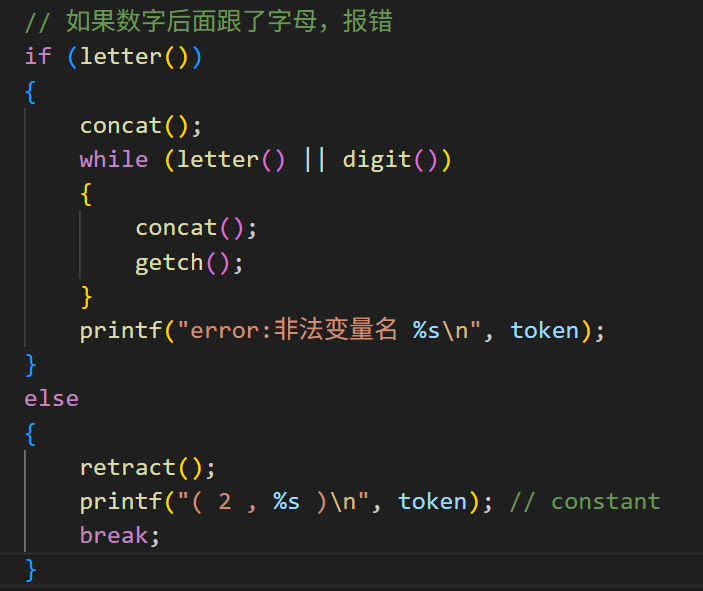 // 如果数字后面跟了字母，报错
if (letter())
{
concat();
while (letter() || digit())
{
concat();
getch();
}
printf("error:非法变量名 %s\n", token);
}
else
{
retract();
printf("( 2 , %s )\n", token); // constant
break;
}